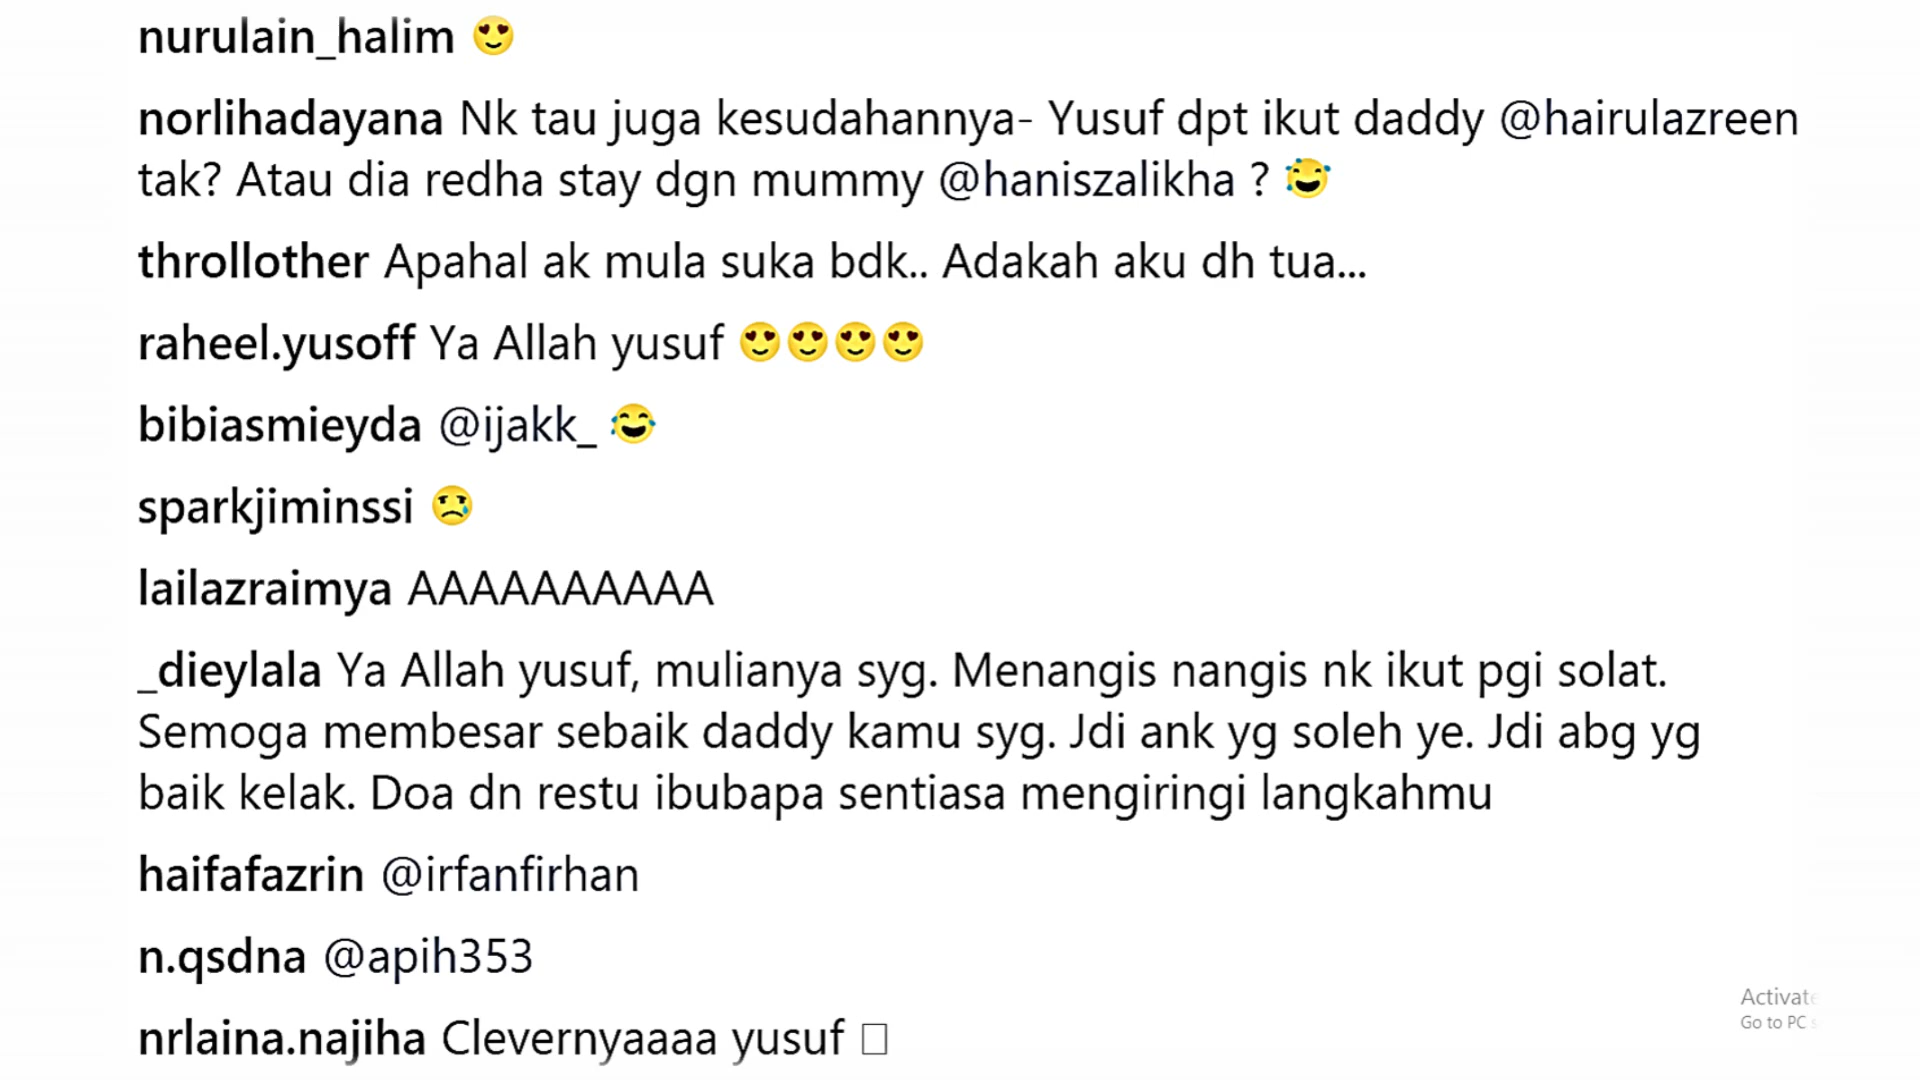 nurulain_halim 😍
norlihadayana Nk tau juga kesudahannya- Yusuf dpt ikut daddy @hairulazreen
tak? Atau dia redha stay dgn mummy @haniszalikha ? 😂
throllother Apahal ak mula suka bdk.. Adakah aku dh tua...
raheel.yusoff Ya Allah yusuf 😍😍😍😍
bibiasmieyda @ijakk_ 😂
sparkjiminssi 😢
lailazraimya AAAAAAAAAA
_dieylala Ya Allah yusuf, mulianya syg. Menangis nangis nk ikut pgi solat.
Semoga membesar sebaik daddy kamu syg. Jdi ank yg soleh ye. Jdi abg yg
baik kelak. Doa dn restu ibubapa sentiasa mengiringi langkahmu
haifafazrin @irfanfirhan
n.qsdna @apih353
Activate
Go to PC
nrlaina.najiha Clevernyaaaa yusuf □